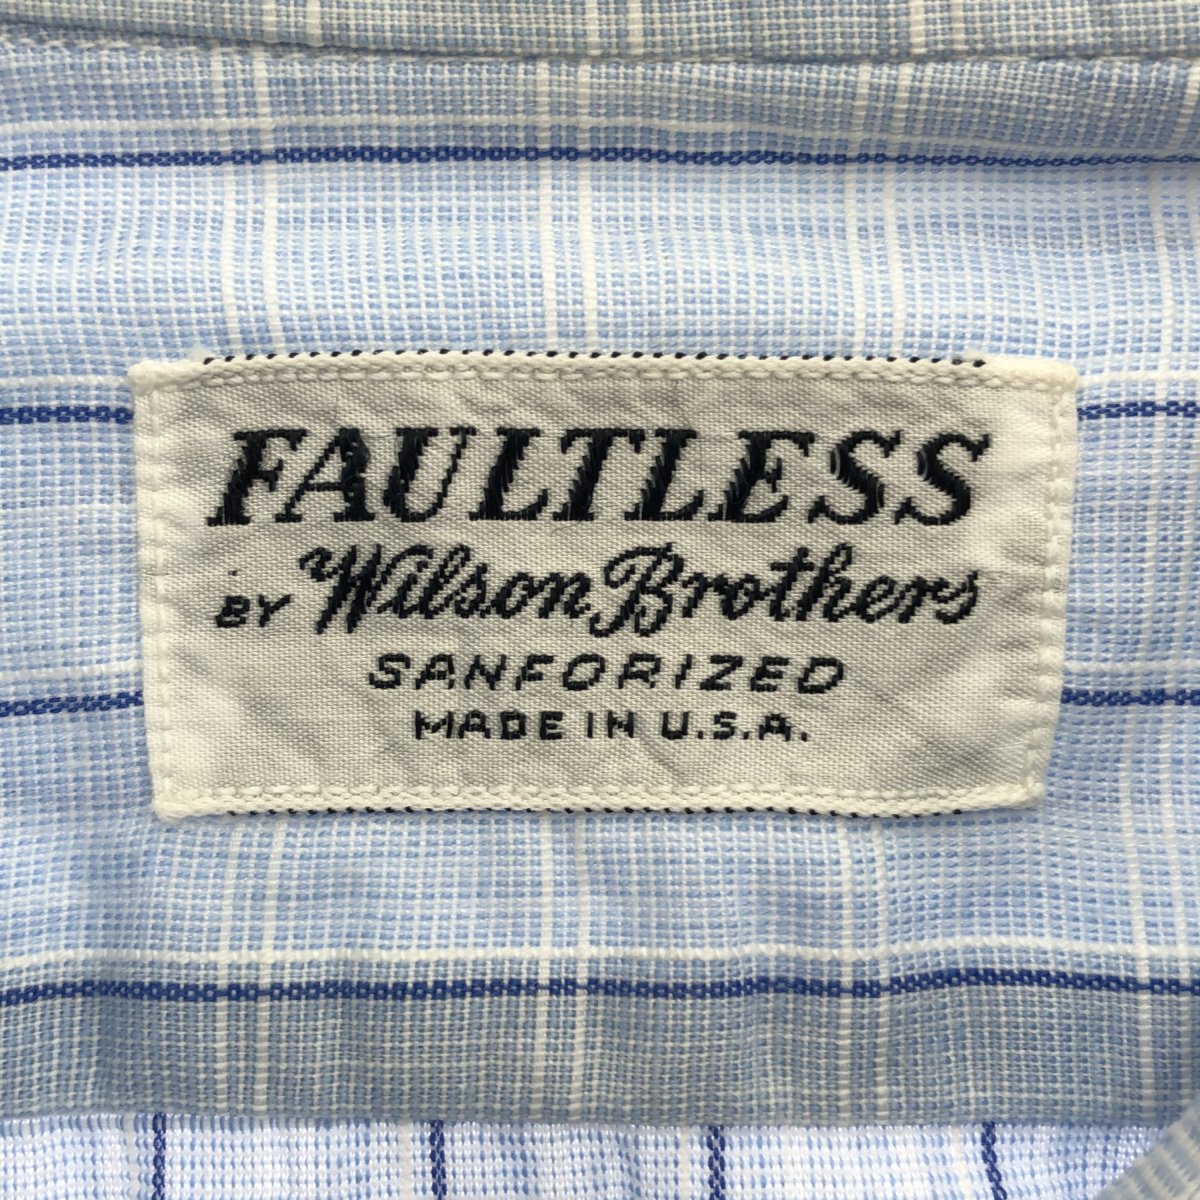 FAULTLESS
BY Wilson Brothers
SANFORIZED
MADE IN U.S.A.